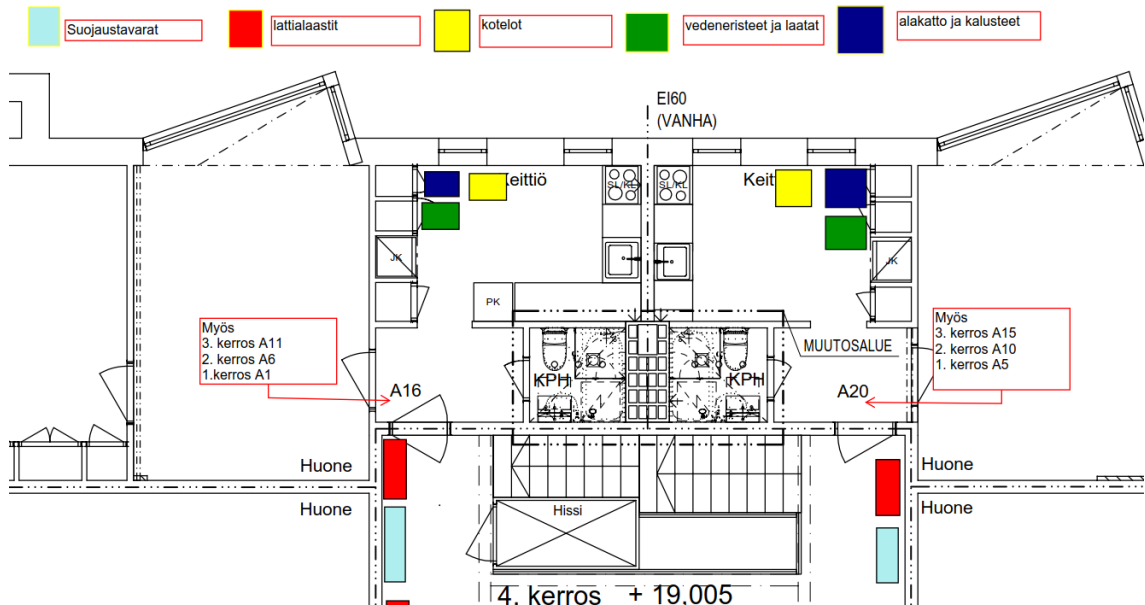 Suojaustavarat
lattialaastit
kotelot
vedeneristeet ja laatat
alakatto ja kalusteet
EI60
(VANHA)
Keittiö
SL/KL
SL/KL
Keit
JK
JK
PK
Myös
3. kerros A11
2. kerros A6
1.kerros A1
Myös
3. kerros A15
2. kerros A10
1. kerros A5
MUUTOSALUE
KPH
KPH
A16
A20
Huone
Huone
Huone
Huone
Hissi
4. kerros + 19,005